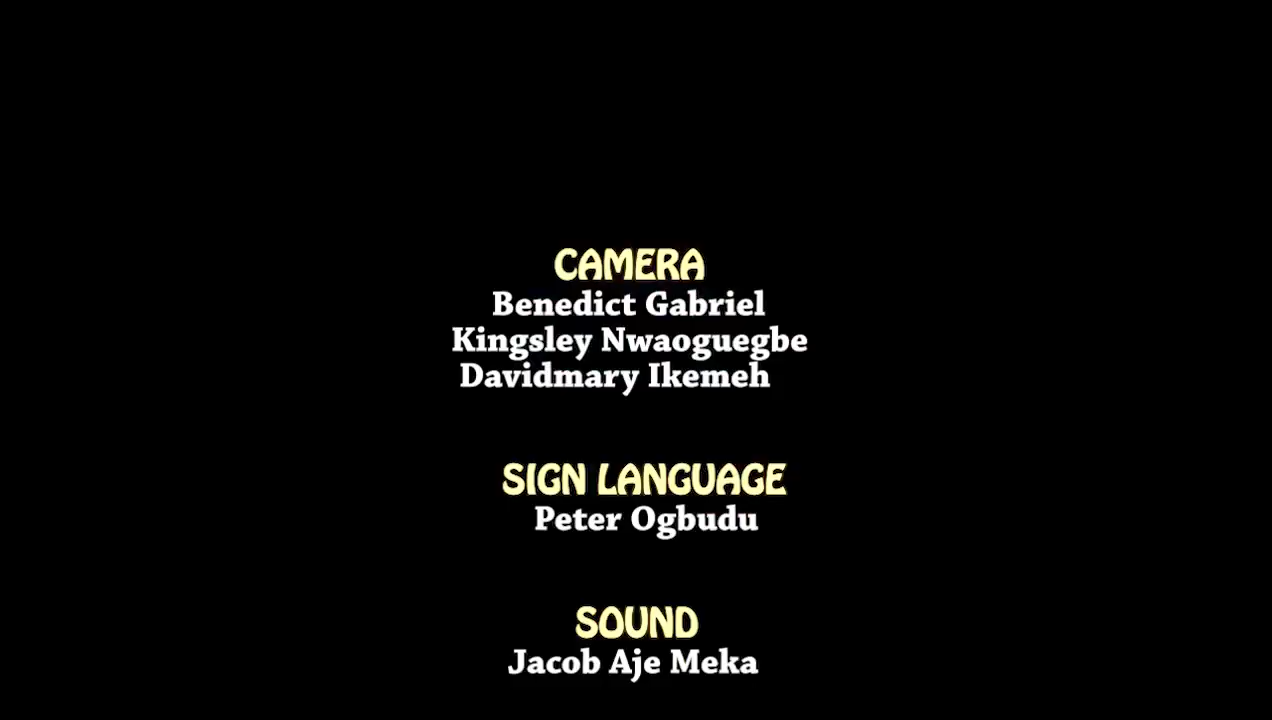 CAMERA
Benedict Gabriel
Kingsley Nwaoguegbe
Davidmary Ikemeh
SIGN LANGUAGE
Peter Ogbudu
SOUND
Jacob Aje Meka